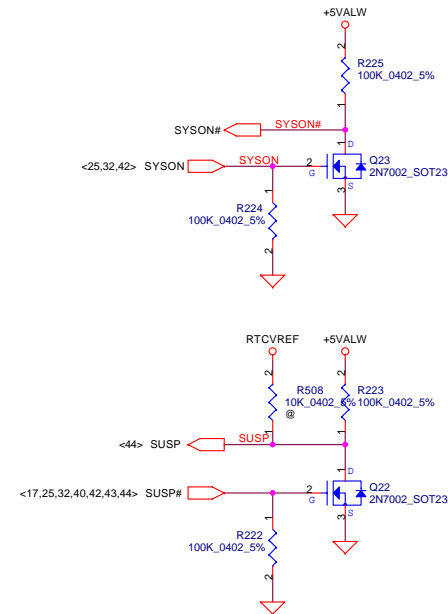 +5VALW
2
R225
100K_0402_5%
1
SYSON#
SYSON#
1
D
Q23
2N7002_SOT23
<25,32,42> SYSON
SYSON
2
G
S
3
1
R224
100K_0402_5%
2
RTCVREF
+5VALW
2
2
R508
R223
10K_0402_5%
100K_0402_5%
@
1
1
<44> SUSP
SUSP
1
D
Q22
2N7002_SOT23
<17,25,32,40,42,43,44> SUSP#
2
G
S
3
1
R222
100K_0402_5%
2